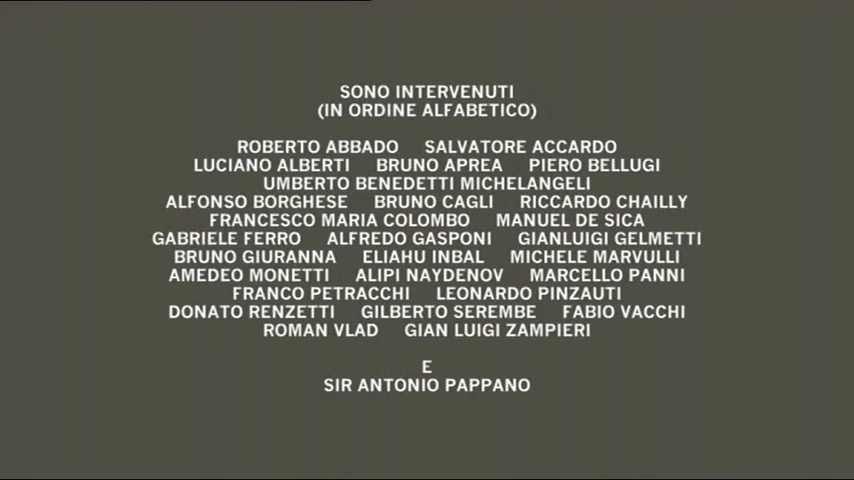 SONO INTERVENUTI
(IN ORDINE ALFABETICO)
ROBERTO ABBADO SALVATORE ACCARDO
LUCIANO ALBERTI BRUNO APREA PIERO BELLUGI
UMBERTO BENEDETTI MICHELANGELI
ALFONSO BORGHESE BRUNO CAGLI RICCARDO CHAILLY
FRANCESCO MARIA COLOMBO MANUEL DE SICA
GABRIELE FERRO ALFREDO GASPONI GIANLUIGI GELMETTI
BRUNO GIURANNA ELIAHU INBAL MICHELE MARVULLI
AMEDEO MONETTI ALIPI NAYDENOV MARCELLO PANNI
FRANCO PETRACCHI LEONARDO PINZAUTI
DONATO RENZETTI GILBERTO SEREMBE FABIO VACCHI
ROMAN VLAD GIAN LUIGI ZAMPIERI
E
SIR ANTONIO PAPPANO